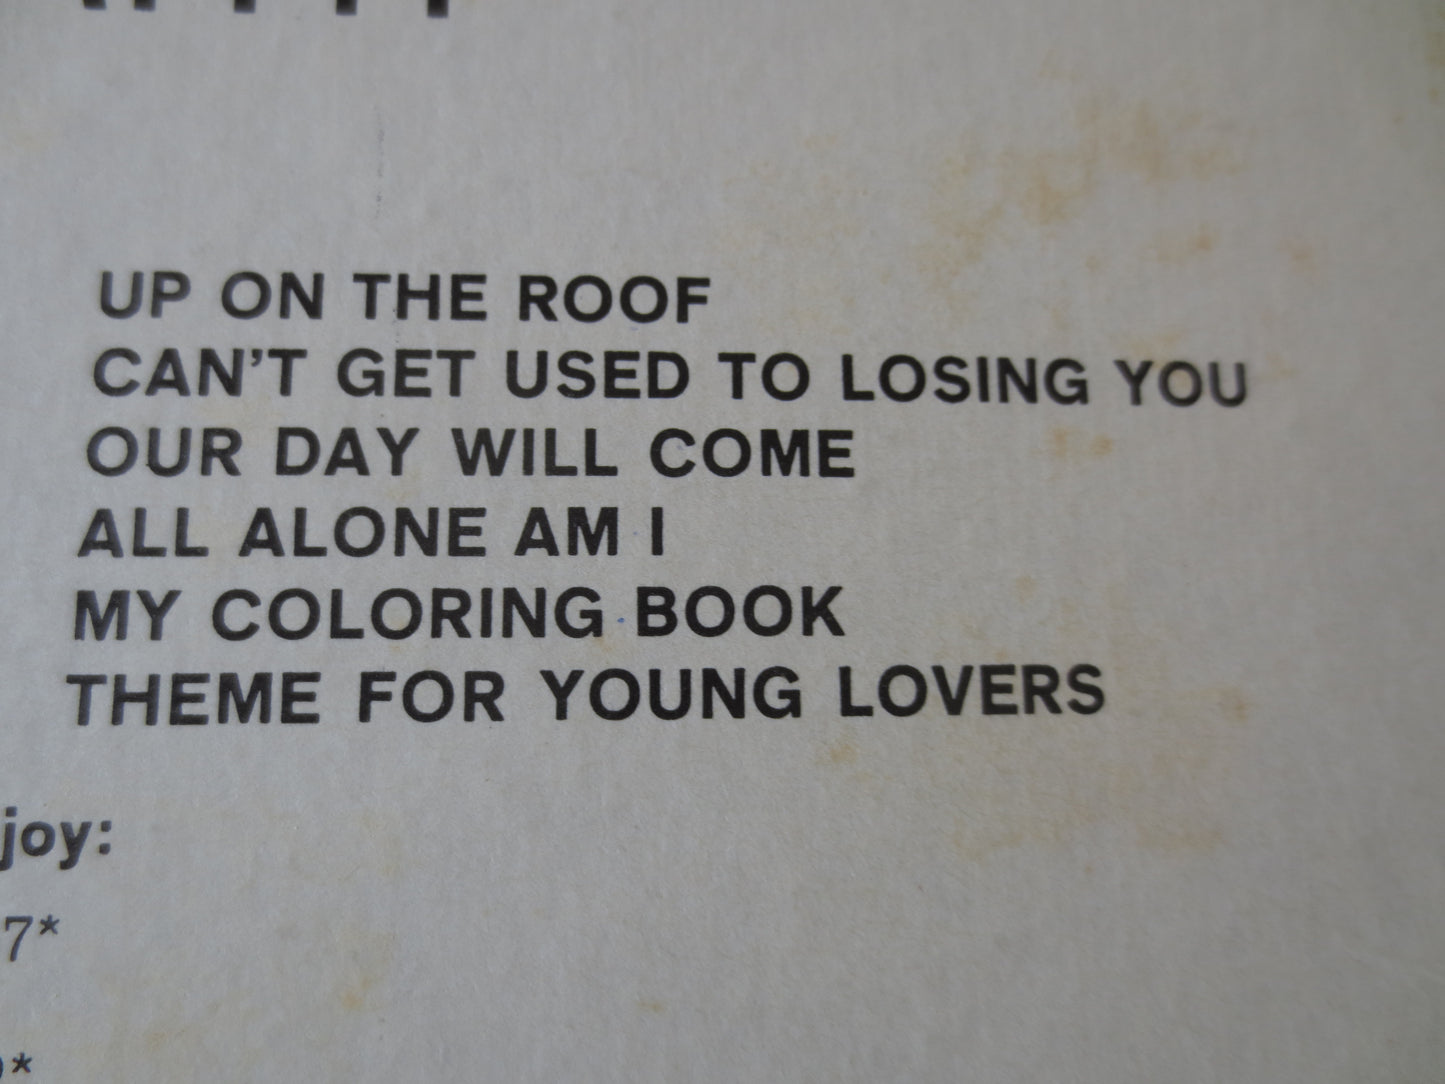 UP ON THE ROOF
CAN'T GET USED TO LOSING YOU
OUR DAY WILL COME
ALL ALONE AM I
MY COLORING BOOK
THEME FOR YOUNG LOVERS
joy:
7*
*